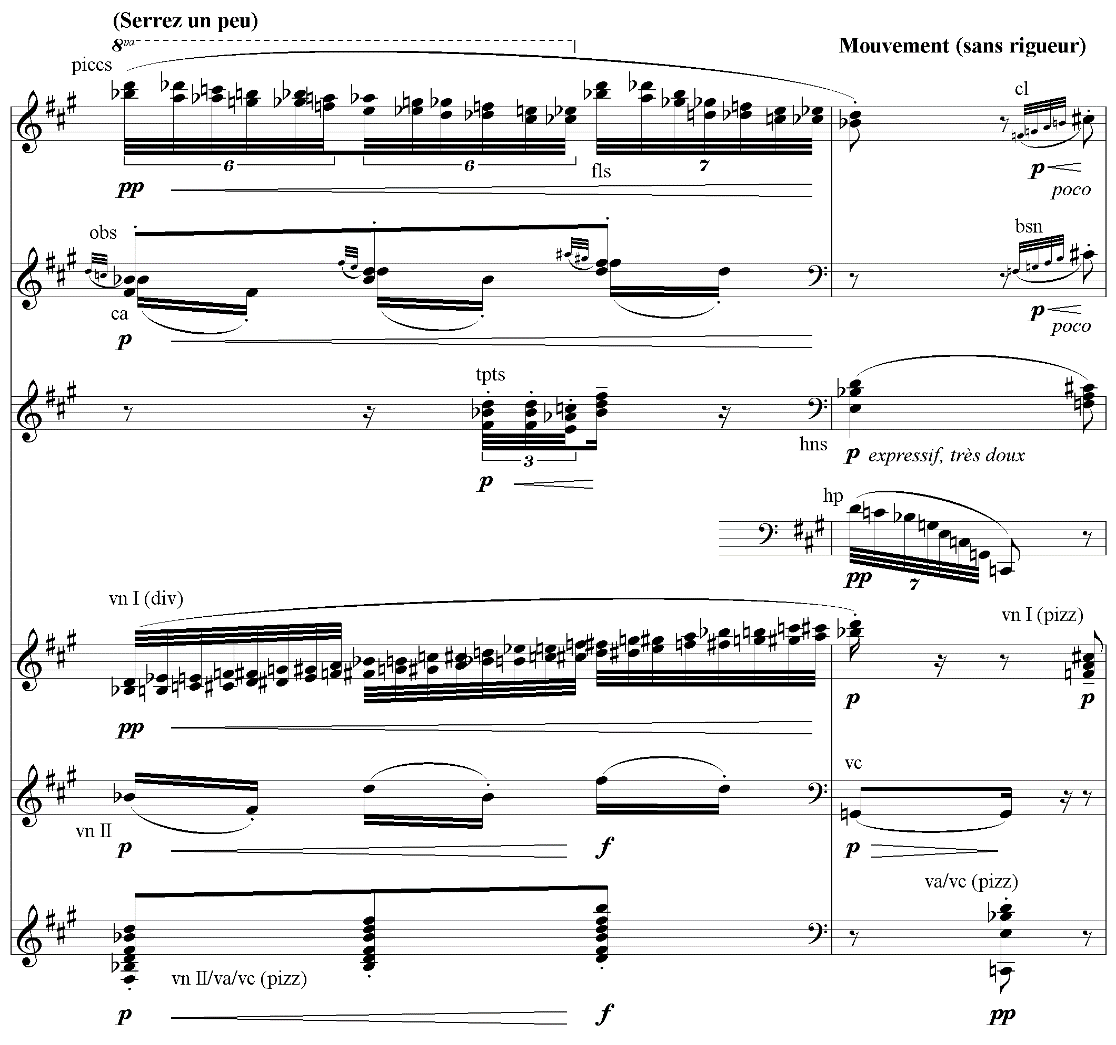 (Serrez un peu)
8va
Mouvement (sans rigueur)
piccs
cl
6
6
7
pp
fls
p
poco
obs
bsn
ca
p
p
poco
tpts
3
p
hns
p expressif, très doux
hp
pp
7
vn I (div)
vn I (pizz)
pp
p
p
vc
vn II
p
f
p
va/vc (pizz)
vn II/va/vc (pizz)
p
f
pp